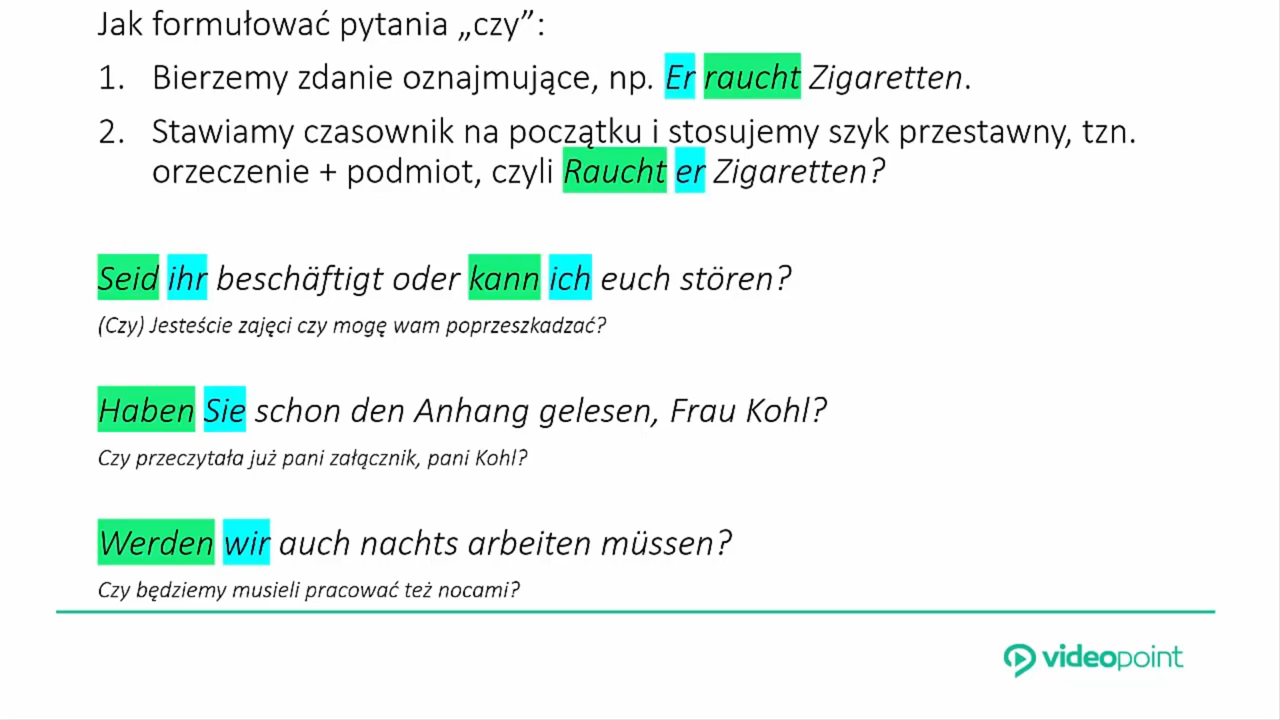 Jak formułować pytania „czy”:
1. Bierzemy zdanie oznajmujące, np. Er raucht Zigaretten.
2. Stawiamy czasownik na początku i stosujemy szyk przestawny, tzn.
orzeczenie + podmiot, czyli Raucht er Zigaretten?
Seid ihr beschäftigt oder kann ich euch stören?
(Czy) Jesteście zajęci czy mogę wam poprzeszkadzać?
Haben Sie schon den Anhang gelesen, Frau Kohl?
Czy przeczytała już pani załącznik, pani Kohl?
Werden wir auch nachts arbeiten müssen?
Czy będziemy musieli pracować też nocami?
videopoint